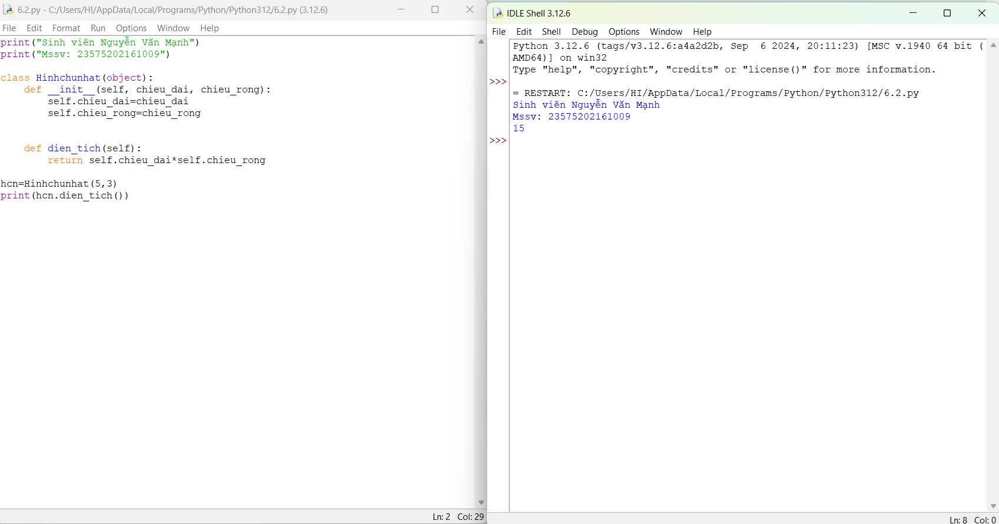 6.2.py - C:/Users/HI/AppData/Local/Programs/Python/Python312/6.2.py (3.12.6)
File Edit Format Run Options Window Help
print("Sinh viên Nguyễn Văn Mạnh")
print("Mssv: 23575202161009")
class Hinhchunhat(object):
    def __init__(self, chieu_dai, chieu_rong):
        self.chieu_dai=chieu_dai
        self.chieu_rong=chieu_rong
    def dien_tich(self):
        return self.chieu_dai*self.chieu_rong
hcn=Hinhchunhat(5,3)
print(hcn.dien_tich())
Ln: 2 Col: 29
IDLE Shell 3.12.6
File Edit Shell Debug Options Window Help
Python 3.12.6 (tags/v3.12.6:a4a2d2b, Sep  6 2024, 20:11:23) [MSC v.1940 64 bit (
AMD64)] on win32
Type "help", "copyright", "credits" or "license()" for more information.
>>>
= RESTART: C:/Users/HI/AppData/Local/Programs/Python/Python312/6.2.py
Sinh viên Nguyễn Văn Mạnh
Mssv: 23575202161009
15
>>>
Ln: 8 Col: 0